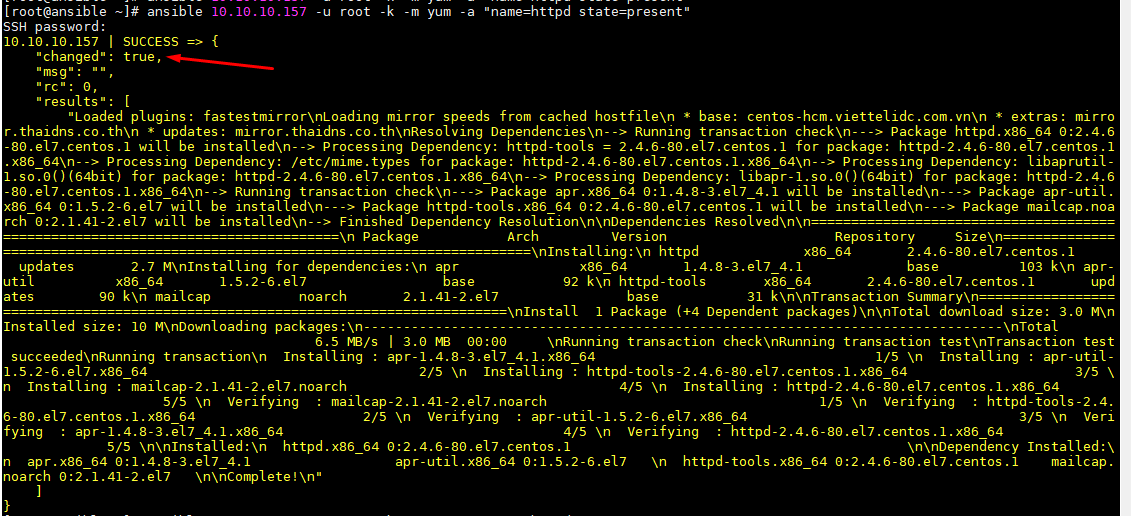 [root@ansible ~]# ansible 10.10.10.157 -u root -k -m yum -a "name=httpd state=present"
SSH password:
10.10.10.157 | SUCCESS => {
    "changed": true,
    "msg": "",
    "rc": 0,
    "results": [
        "Loaded plugins: fastestmirror\nLoading mirror speeds from cached hostfile\n * base: centos-hcm.viettelidc.com.vn\n * extras: mirro
r.thaidns.co.th\n * updates: mirror.thaidns.co.th\nResolving Dependencies\n--> Running transaction check\n---> Package httpd.x86_64 0:2.4.6
-80.el7.centos.1 will be installed\n--> Processing Dependency: httpd-tools = 2.4.6-80.el7.centos.1 for package: httpd-2.4.6-80.el7.centos.1
.x86_64\n--> Processing Dependency: /etc/mime.types for package: httpd-2.4.6-80.el7.centos.1.x86_64\n--> Processing Dependency: libaprutil-
1.so.0()(64bit) for package: httpd-2.4.6-80.el7.centos.1.x86_64\n--> Processing Dependency: libapr-1.so.0()(64bit) for package: httpd-2.4.6
-80.el7.centos.1.x86_64\n--> Running transaction check\n---> Package apr.x86_64 0:1.4.8-3.el7_4.1 will be installed\n---> Package apr-util.
x86_64 0:1.5.2-6.el7 will be installed\n---> Package httpd-tools.x86_64 0:2.4.6-80.el7.centos.1 will be installed\n---> Package mailcap.noa
rch 0:2.1.41-2.el7 will be installed\n--> Finished Dependency Resolution\n\nDependencies Resolved\n\n======================================
==========================================\n Package           Arch         Version                     Repository     Size\n==============
==================================================================\nInstalling:\n httpd             x86_64       2.4.6-80.el7.centos.1
  updates       2.7 M\nInstalling for dependencies:\n apr               x86_64       1.4.8-3.el7_4.1             base          103 k\n apr-
util          x86_64       1.5.2-6.el7                 base           92 k\n httpd-tools       x86_64       2.4.6-80.el7.centos.1       upd
ates        90 k\n mailcap           noarch       2.1.41-2.el7                base           31 k\n\nTransaction Summary\n=================
===============================================================\nInstall  1 Package (+4 Dependent packages)\n\nTotal download size: 3.0 M\n
Installed size: 10 M\nDownloading packages:\n--------------------------------------------------------------------------------\nTotal
                                       6.5 MB/s | 3.0 MB  00:00     \nRunning transaction check\nRunning transaction test\nTransaction test
 succeeded\nRunning transaction\n  Installing : apr-1.4.8-3.el7_4.1.x86_64                                   1/5 \n  Installing : apr-util-
1.5.2-6.el7.x86_64                                  2/5 \n  Installing : httpd-tools-2.4.6-80.el7.centos.1.x86_64                     3/5 \
n  Installing : mailcap-2.1.41-2.el7.noarch                                  4/5 \n  Installing : httpd-2.4.6-80.el7.centos.1.x86_64
                    5/5 \n  Verifying  : mailcap-2.1.41-2.el7.noarch                                  1/5 \n  Verifying  : httpd-tools-2.4.
6-80.el7.centos.1.x86_64                     2/5 \n  Verifying  : apr-util-1.5.2-6.el7.x86_64                                  3/5 \n  Veri
fying  : apr-1.4.8-3.el7_4.1.x86_64                                   4/5 \n  Verifying  : httpd-2.4.6-80.el7.centos.1.x86_64
             5/5 \n\nInstalled:\n  httpd.x86_64 0:2.4.6-80.el7.centos.1                                          \n\nDependency Installed:\
n  apr.x86_64 0:1.4.8-3.el7_4.1                  apr-util.x86_64 0:1.5.2-6.el7   \n  httpd-tools.x86_64 0:2.4.6-80.el7.centos.1    mailcap.
noarch 0:2.1.41-2.el7   \n\nComplete!\n"
    ]
}